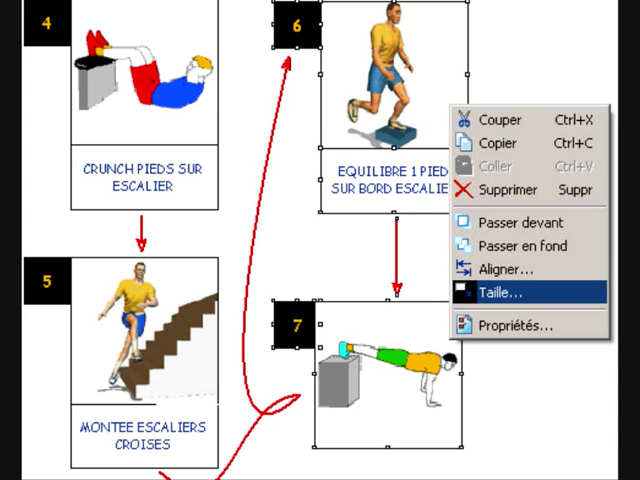 4
CRUNCH PIEDS SUR
ESCALIER
5
MONTEE ESCALIERS
CROISES
6
EQUILIBRE 1 PIED
SUR BORD ESCALIE
7
Couper Ctrl+X
Copier Ctrl+C
Coller Ctrl+V
Supprimer Suppr
Passer devant
Passer en fond
Aligner...
Taille...
Propriétés...